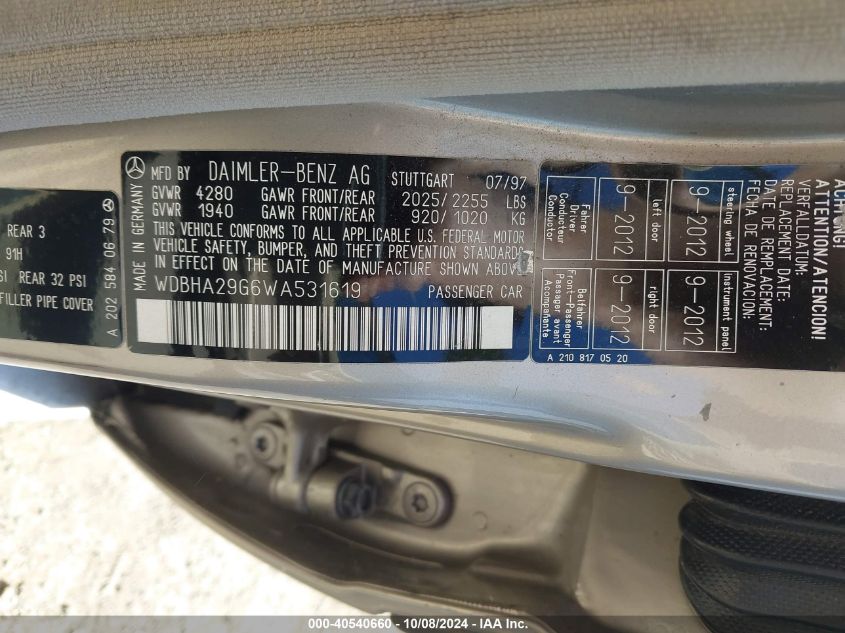 REAR 3
91H
SI REAR 32 PSI
FILLER PIPE COVER
A 202 584 06 79
MADE IN GERMANY
MFD BY DAIMLER-BENZ AG STUTTGART 07/97
GVWR 4280 GAWR FRONT/REAR 2025/2255 LBS
GVWR 1940 GAWR FRONT/REAR 920/1020 KG
THIS VEHICLE CONFORMS TO ALL APPLICABLE U.S. FEDERAL MOTOR
VEHICLE SAFETY, BUMPER, AND THEFT PREVENTION STANDARDS
IN EFFECT ON THE DATE OF MANUFACTURE SHOWN ABOVE
WDBHA29G6WA531619 PASSENGER CAR
Fahrer
Driver
Conducteur
Conductor
9-2012
left door
9-2012
steering wheel
Beifahrer
Front-Passenger
Passager avant
Acompañante
9-2012
right door
9-2012
instrument panel
A 210 817 05 20
ACHTUNG!
ATTENTION/ATENCION!
VERFALLDATUM:
REPLACEMENT DATE:
DATE DE REMPLACEMENT:
FECHA DE RENOVACION:
000-40540660 - 10/08/2024 - IAA Inc.